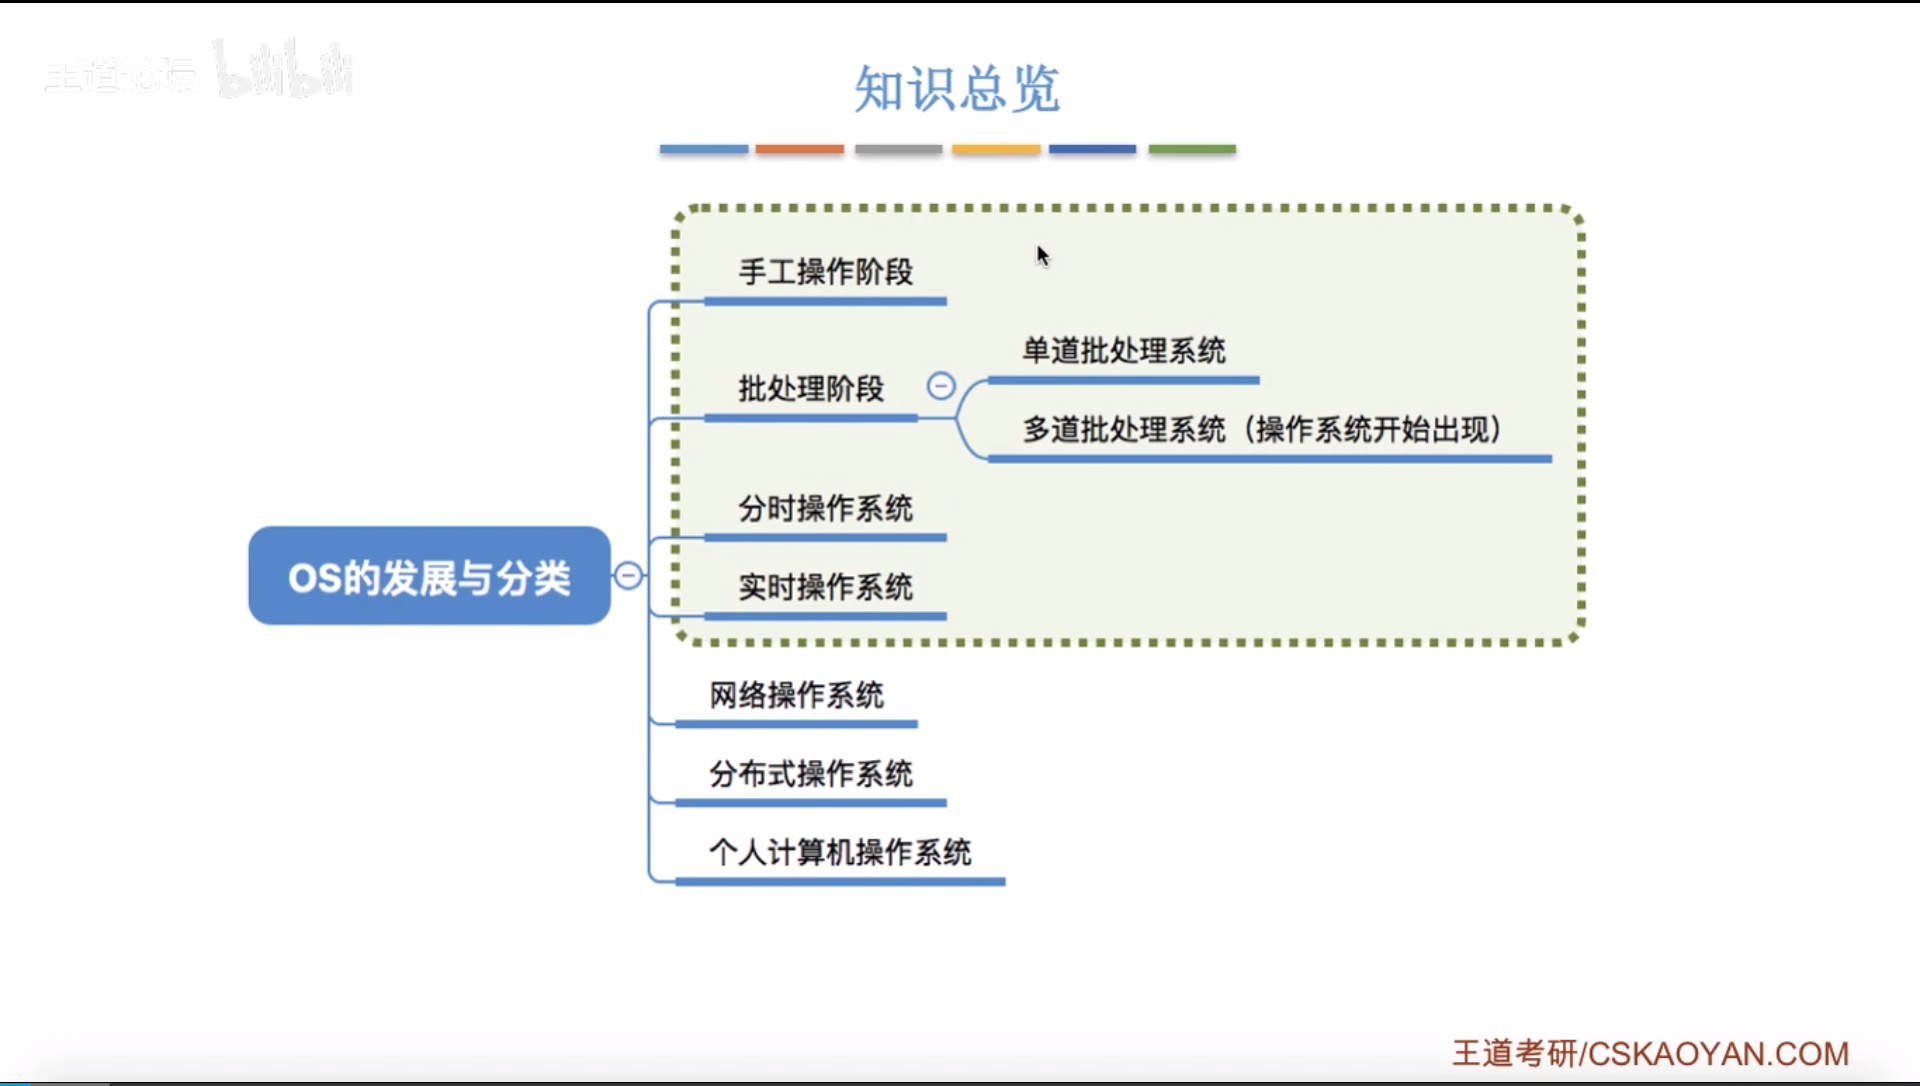 王道论坛 bilibili
知识总览
手工操作阶段
单道批处理系统
批处理阶段
多道批处理系统（操作系统开始出现）
分时操作系统
OS的发展与分类
实时操作系统
网络操作系统
分布式操作系统
个人计算机操作系统
王道考研/CSKAOYAN.COM